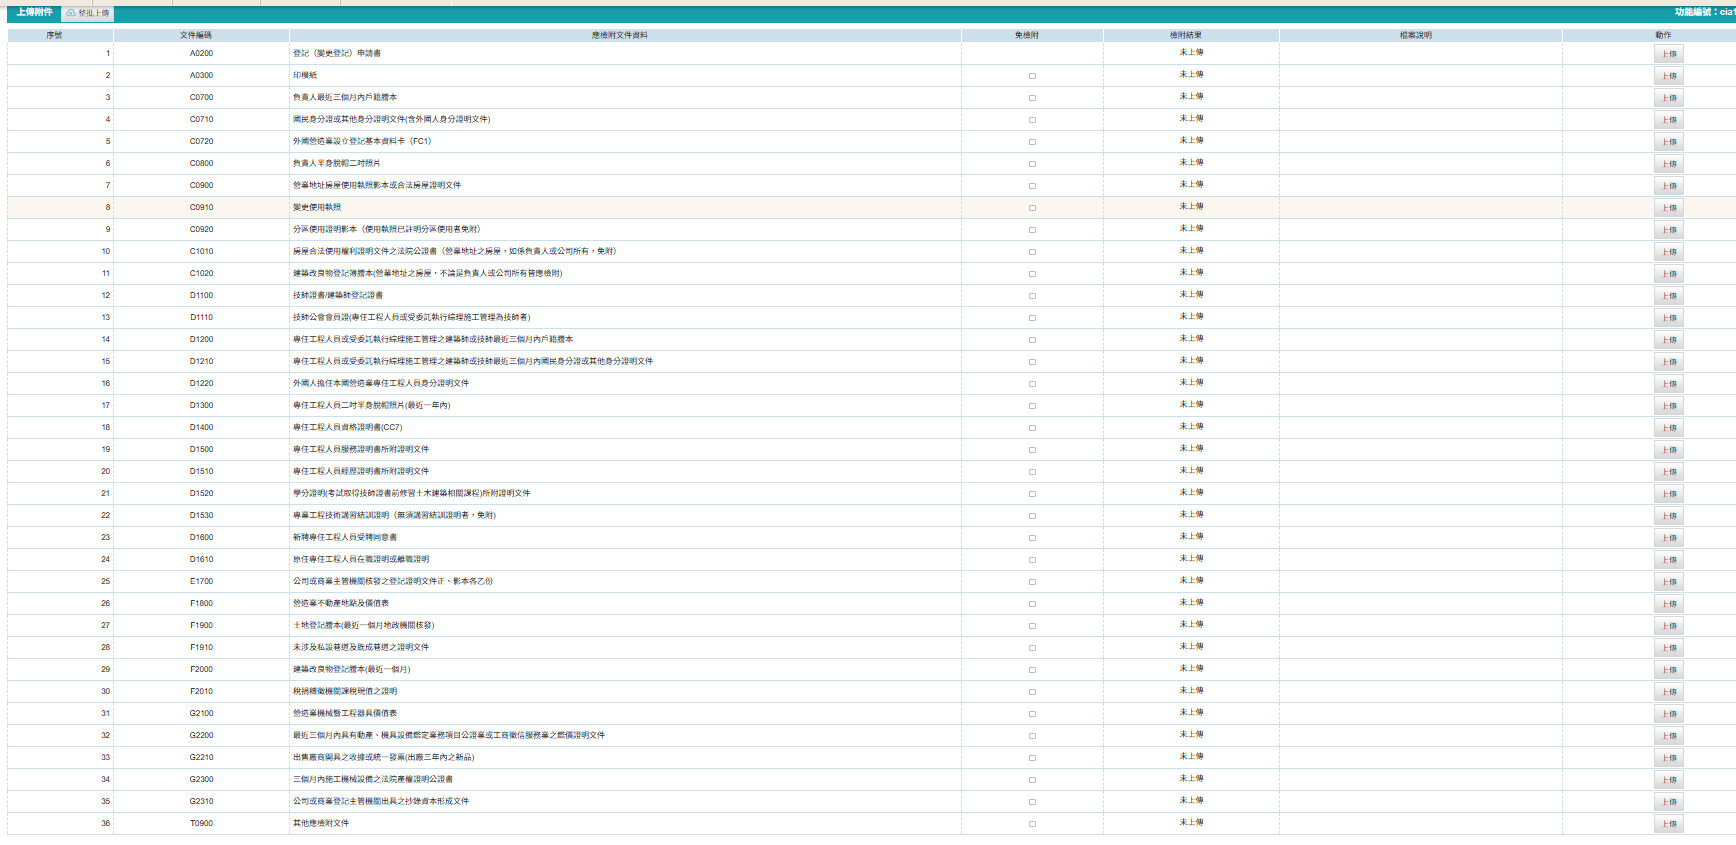 上傳附件 整批上傳 功能編號：cia1
序號 文件編碼 應檢附文件資料 免檢附 檢附結果 檔案說明 動作
1 A0200 登記（變更登記）申請書 未上傳 上傳
2 A0300 印模紙 未上傳 上傳
3 C0700 負責人最近三個月內戶籍謄本 未上傳 上傳
4 C0710 國民身分證或其他身分證明文件(含外國人身分證明文件) 未上傳 上傳
5 C0720 外國營造業設立登記基本資料卡（FC1） 未上傳 上傳
6 C0800 負責人半身脫帽二吋照片 未上傳 上傳
7 C0900 營業地址房屋使用執照影本或合法房屋證明文件 未上傳 上傳
8 C0910 變更使用執照 未上傳 上傳
9 C0920 分區使用證明影本（使用執照已註明分區使用者免附） 未上傳 上傳
10 C1010 房屋合法使用權利證明文件之法院公證書（營業地址之房屋，如係負責人或公司所有，免附） 未上傳 上傳
11 C1020 建築改良物登記簿謄本(營業地址之房屋，不論是負責人或公司所有皆應檢附) 未上傳 上傳
12 D1100 技師證書/建築師登記證書 未上傳 上傳
13 D1110 技師公會會員證(專任工程人員或受委託執行綜理施工管理為技師者) 未上傳 上傳
14 D1200 專任工程人員或受委託執行綜理施工管理之建築師或技師最近三個月內戶籍謄本 未上傳 上傳
15 D1210 專任工程人員或受委託執行綜理施工管理之建築師或技師最近三個月內國民身分證或其他身分證明文件 未上傳 上傳
16 D1220 外國人擔任本國營造業專任工程人員身分證明文件 未上傳 上傳
17 D1300 專任工程人員二吋半身脫帽照片(最近一年內) 未上傳 上傳
18 D1400 專任工程人員資格證明書(CC7) 未上傳 上傳
19 D1500 專任工程人員服務證明書所附證明文件 未上傳 上傳
20 D1510 專任工程人員經歷證明書所附證明文件 未上傳 上傳
21 D1520 學分證明(考試取得技師證書前修習土木建築相關課程)所附證明文件 未上傳 上傳
22 D1530 專業工程技術講習結訓證明（無須講習結訓證明者，免附) 未上傳 上傳
23 D1600 新聘專任工程人員受聘同意書 未上傳 上傳
24 D1610 原任專任工程人員在職證明或離職證明 未上傳 上傳
25 E1700 公司或商業主管機關核發之登記證明文件正、影本各乙份 未上傳 上傳
26 F1800 營造業不動產地點及價值表 未上傳 上傳
27 F1900 土地登記謄本(最近一個月地政機關核發) 未上傳 上傳
28 F1910 未涉及私設巷道及既成巷道之證明文件 未上傳 上傳
29 F2000 建築改良物登記謄本(最近一個月) 未上傳 上傳
30 F2010 稅捐稽徵機關課稅現值之證明 未上傳 上傳
31 G2100 營造業機械暨工程器具價值表 未上傳 上傳
32 G2200 最近三個月內具有動產、機具設備鑑定業務項目公證業或工商徵信服務業之鑑價證明文件 未上傳 上傳
33 G2210 出售廠商開具之收據或統一發票(出廠三年內之新品) 未上傳 上傳
34 G2300 三個月內施工機械設備之法院產權證明公證書 未上傳 上傳
35 G2310 公司或商業登記主管機關出具之抄錄資本形成文件 未上傳 上傳
36 T0900 其他應檢附文件 未上傳 上傳